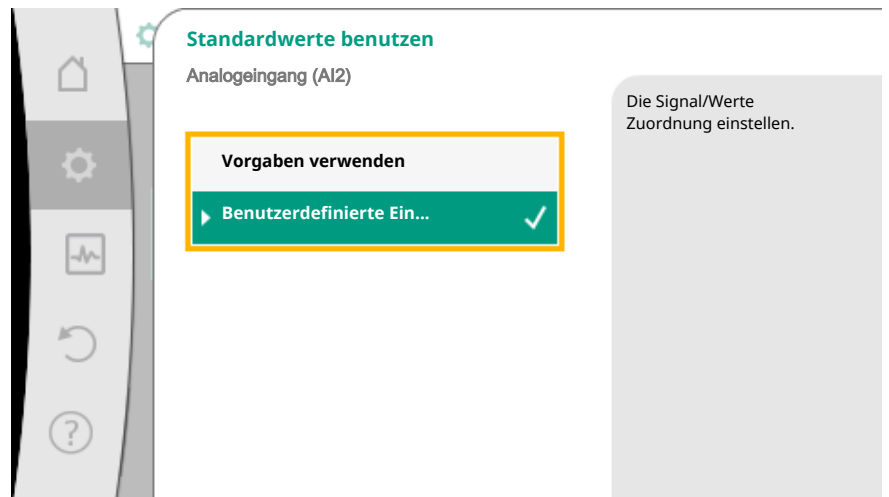 Standardwerte benutzen
Analogeingang (AI2)
Vorgaben verwenden
Benutzerdefinierte Ein...
Die Signal/Werte
Zuordnung einstellen.
?